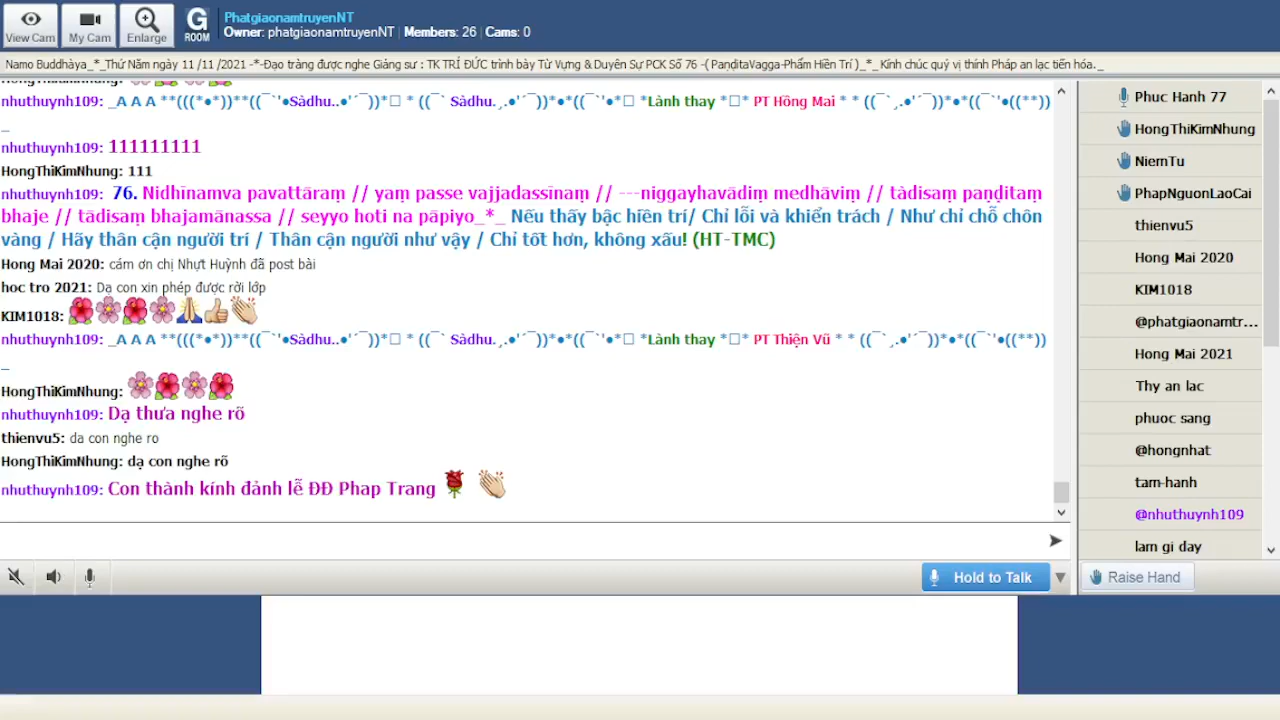 View Cam
My Cam
Enlarge
G
ROOM
PhatgiaonamtruyenNT
Owner: phatgiaonamtruyenNT | Members: 26 | Cams: 0
Namo Buddhàya_*_Thứ Năm ngày 11 /11 /2021 -*-Đạo tràng được nghe Giảng sư : TK TRÍ ĐỨC trình bày Từ Vựng & Duyên Sự PCK Số 76 -( PaṇḍitaVagga-Phẩm Hiền Trí )_*_ Kính chúc quý vị thính Pháp an lạc tiến hóa._
nhuthuynh109: _A A A **(((*●*))**((¯`'●Sàdhu..●'´¯))*□ * ((¯` Sàdhu.¸.●'´¯))*●*((¯`'●*□ *Lành thay *□* PT Hồng Mai * * ((¯`¸.●'´¯))*●*((¯`'●((**))
_
nhuthuynh109: 111111111
HongThiKimNhung: 111
nhuthuynh109: 76. Nidhīnamva pavattāraṃ // yaṃ passe vajjadassīnaṃ // ---niggayhavādiṃ medhāviṃ // tàdisaṃ paṇḍitaṃ
bhaje // tādisaṃ bhajamānassa // seyyo hoti na pāpiyo_*_ Nếu thấy bậc hiền trí/ Chỉ lỗi và khiển trách / Như chỉ chỗ chôn
vàng / Hãy thân cận người trí / Thân cận người như vậy / Chỉ tốt hơn, không xấu! (HT-TMC)
Hong Mai 2020: cám ơn chị Nhựt Huỳnh đã post bài
hoc tro 2021: Dạ con xin phép được rời lớp
KIM1018:
nhuthuynh109: _A A A **(((*●*))**((¯`'●Sàdhu..●'´¯))*□ * ((¯` Sàdhu.¸.●'´¯))*●*((¯`'●*□ *Lành thay *□* PT Thiện Vũ * * ((¯`¸.●'´¯))*●*((¯`'●((**))
_
HongThiKimNhung:
nhuthuynh109: Dạ thưa nghe rõ
thienvu5: da con nghe ro
HongThiKimNhung: dạ con nghe rõ
nhuthuynh109: Con thành kính đảnh lễ ĐĐ Phap Trang
Hold to Talk
Phuc Hanh 77
HongThiKimNhung
NiemTu
PhapNguonLaoCai
thienvu5
Hong Mai 2020
KIM1018
@phatgiaonamtr...
Hong Mai 2021
Thy an lac
phuoc sang
@hongnhat
tam-hanh
@nhuthuynh109
lam gi day
Raise Hand